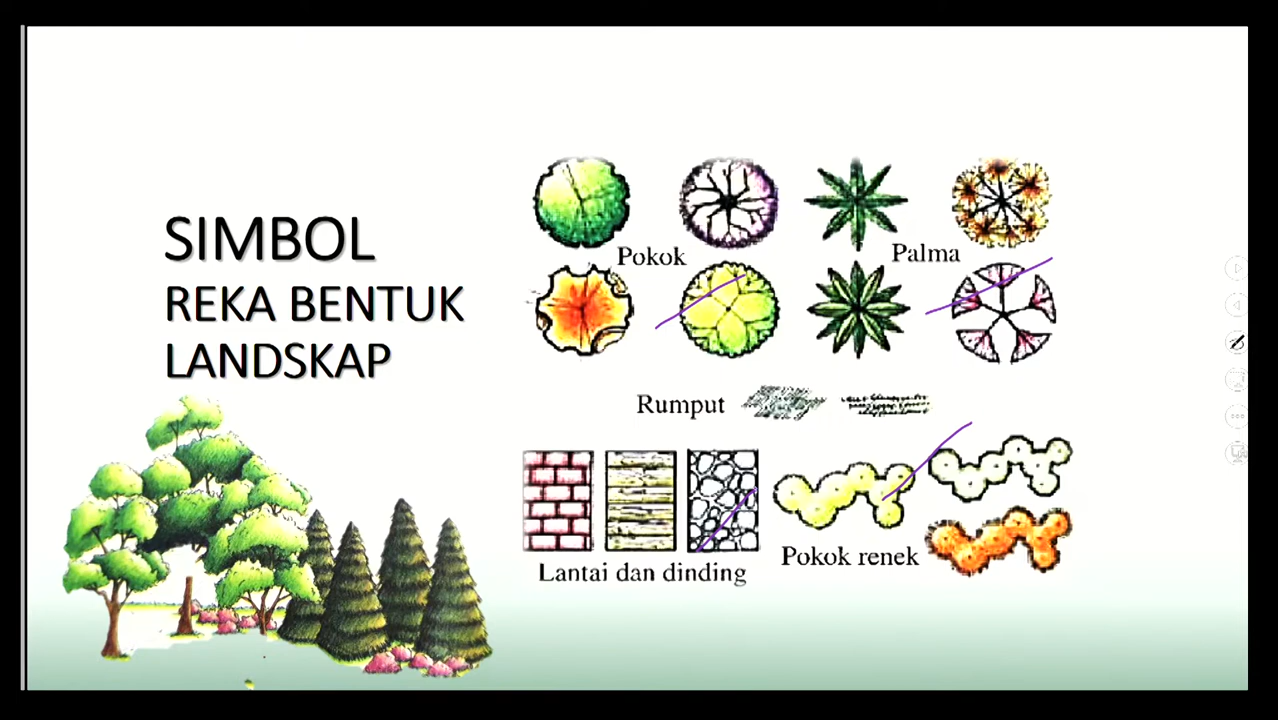 SIMBOL
REKA BENTUK
LANDSKAP
Pokok
Palma
Rumput
Lantai dan dinding
Pokok renek